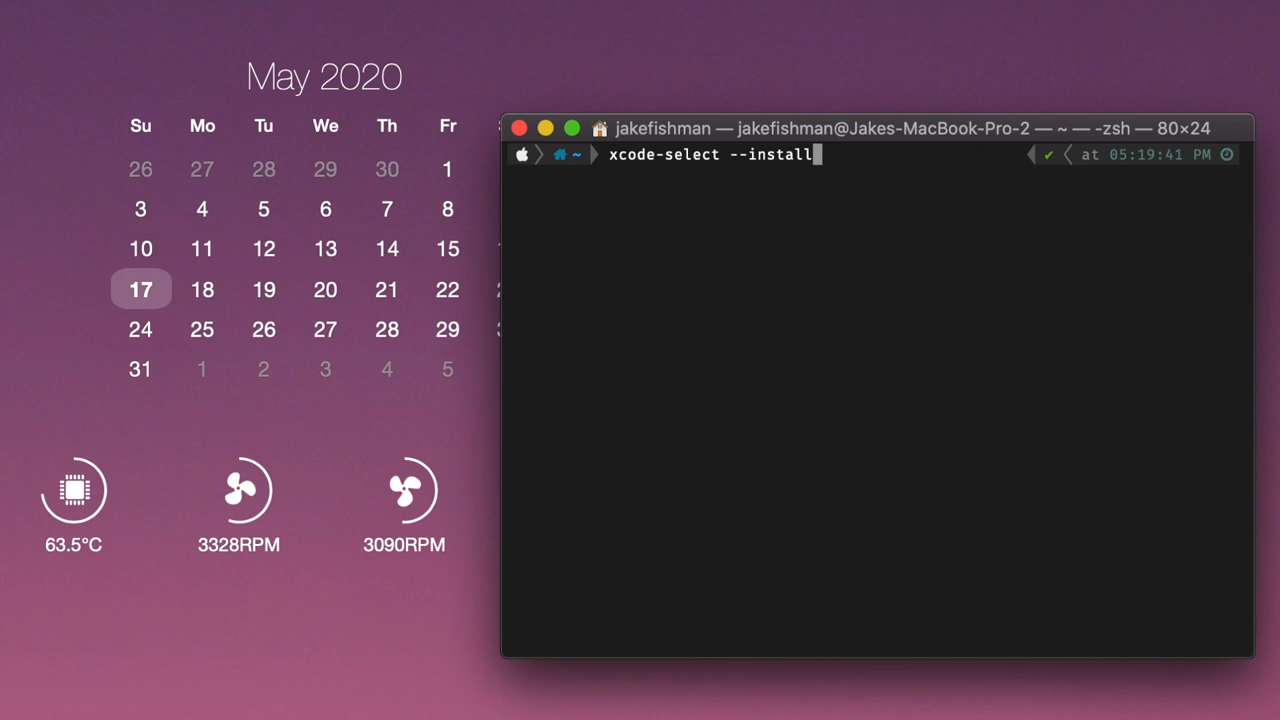 May 2020
Su Mo Tu We Th Fr
26 27 28 29 30 1
3 4 5 6 7 8
10 11 12 13 14 15
17 18 19 20 21 22
24 25 26 27 28 29
31 1 2 3 4 5
63.5°C 3328RPM 3090RPM
jakefishman — jakefishman@Jakes-MacBook-Pro-2 — ~ — -zsh — 80×24
~ xcode-select --install ✔ at 05:19:41 PM